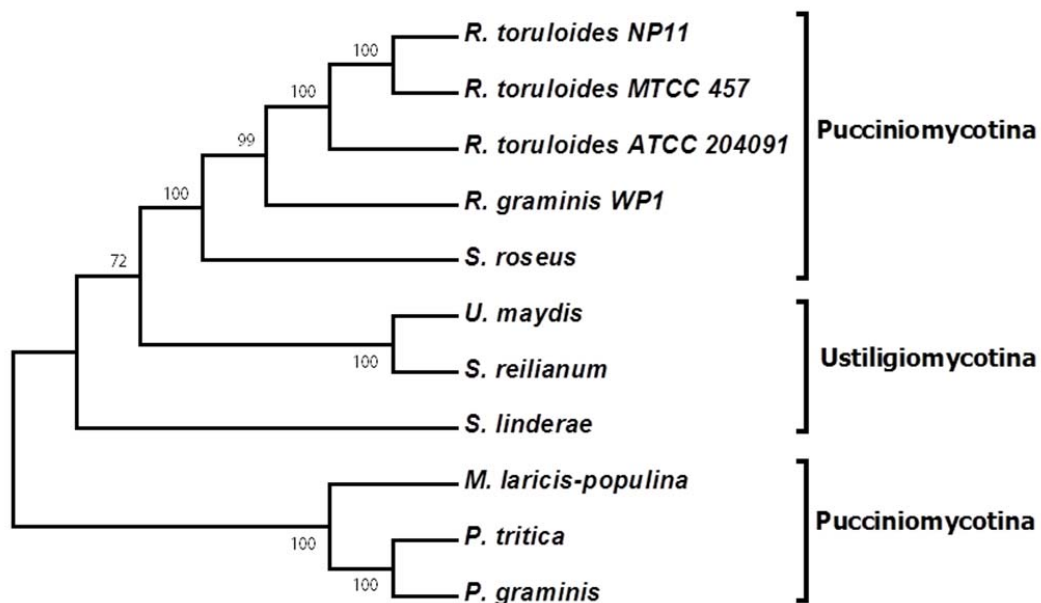 R. toruloides NP11
100
R. toruloides MTCC 457
100
Pucciniomycotina
R. toruloides ATCC 204091
99
R. graminis WP1
100
S. roseus
72
U. maydis
Ustiligiomycotina
100
S. reilianum
S. linderae
M. laricis-populina
Pucciniomycotina
P. tritica
100
100
P. graminis